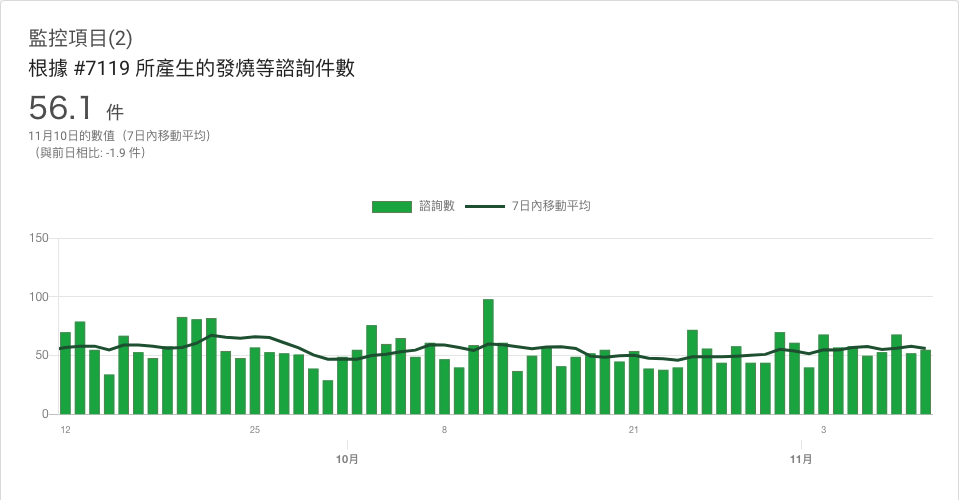 監控項目(2)
根據 #7119 所產生的發燒等諮詢件數
56.1 件
11月10日的數值（7日內移動平均）
（與前日相比: -1.9 件）
諮詢數 7日內移動平均
150
100
50
0
12 25 8 21 3
10月 11月